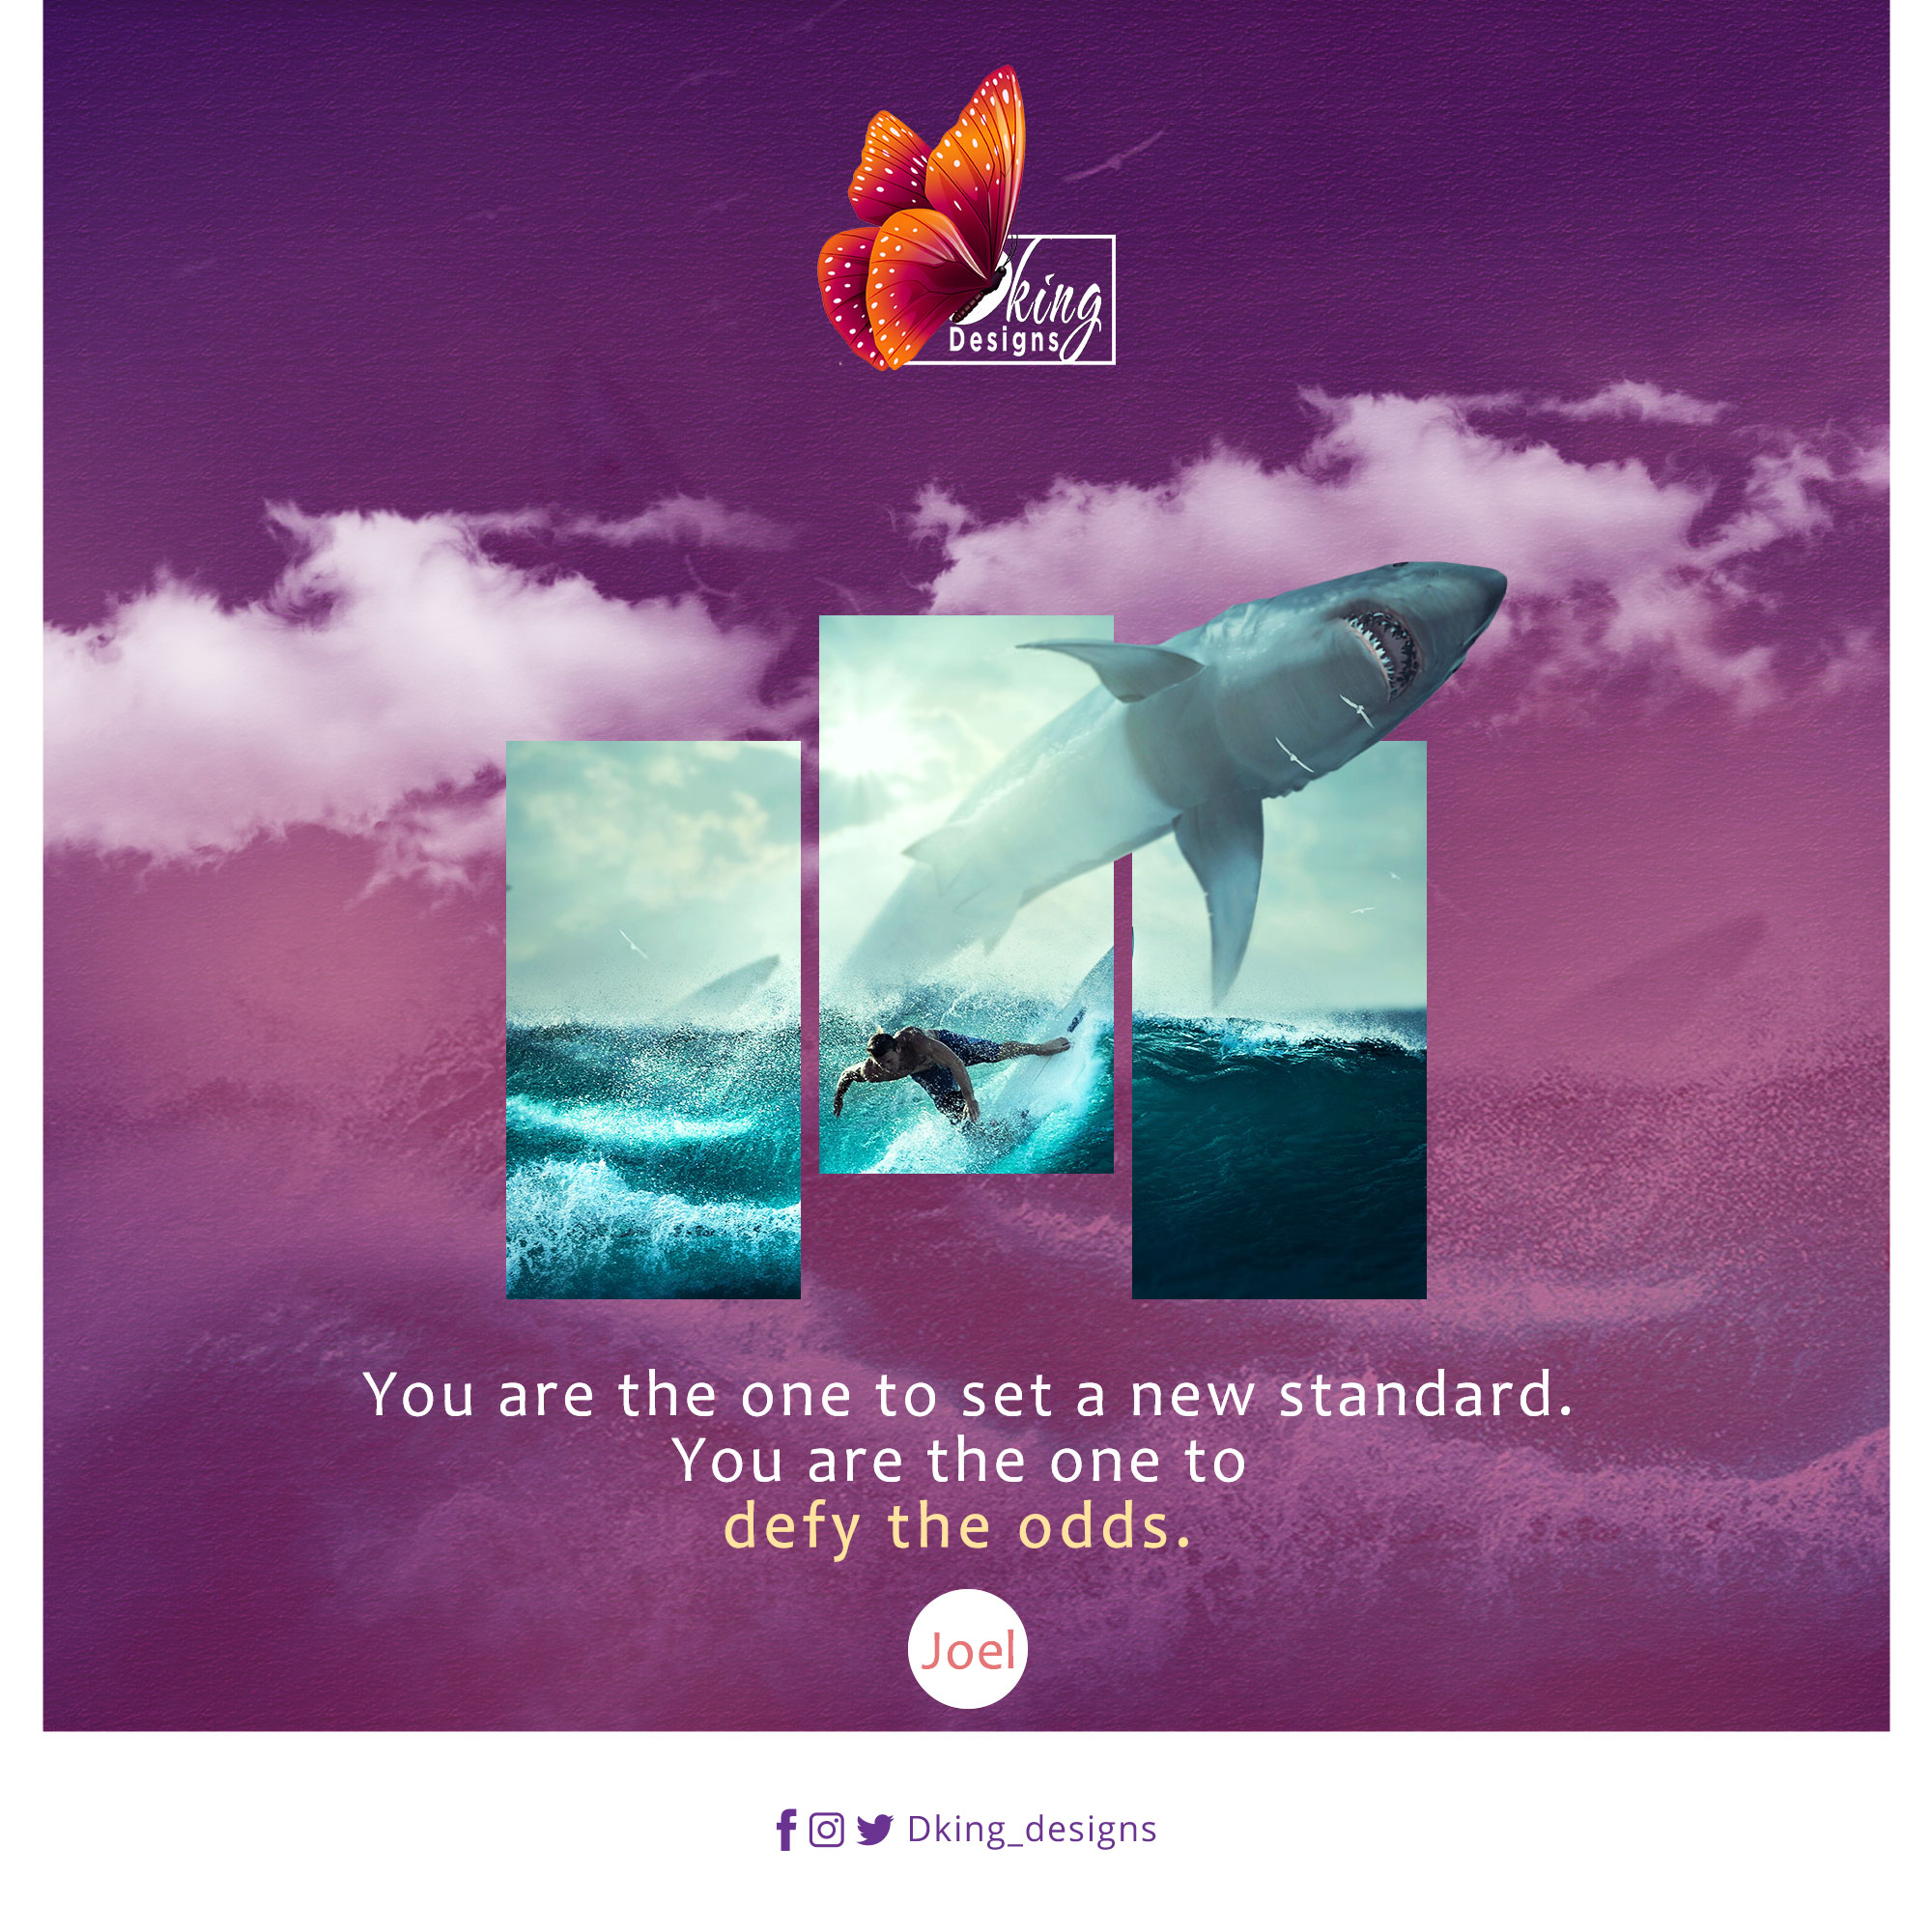 Dking
Designs
You are the one to set a new standard.
You are the one to
defy the odds.
Joel
Dking_designs